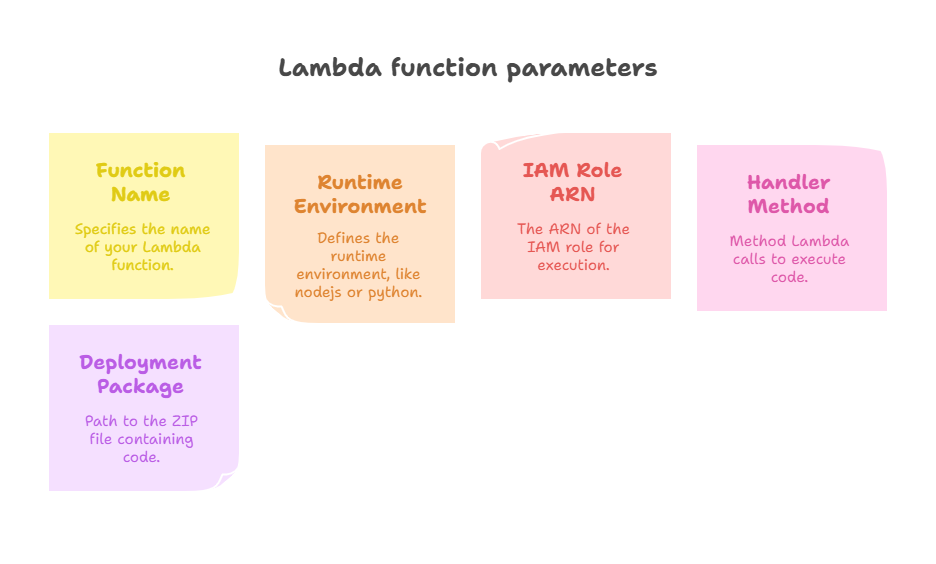 Lambda function parameters
Function
Name
Specifies the name
of your Lambda
function.
Runtime
Environment
Defines the
runtime
environment, like
nodejs or python.
IAM Role
ARN
The ARN of the
IAM role for
execution.
Handler
Method
Method Lambda
calls to execute
code.
Deployment
Package
Path to the ZIP
file containing
code.